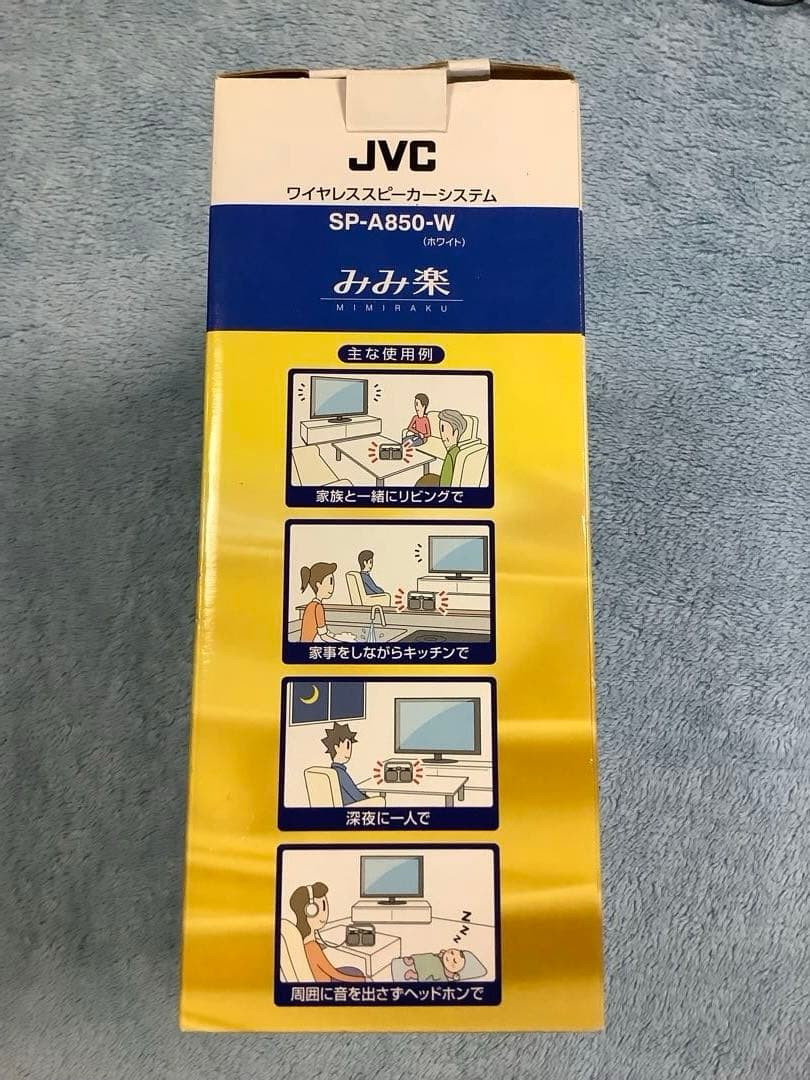 JVC
ワイヤレススピーカーシステム
SP-A850-W
(ホワイト)
みみ楽
MIMIRAKU
主な使用例
家族と一緒にリビングで
家事をしながらキッチンで
深夜に一人で
z z z
周囲に音を出さずヘッドホンで